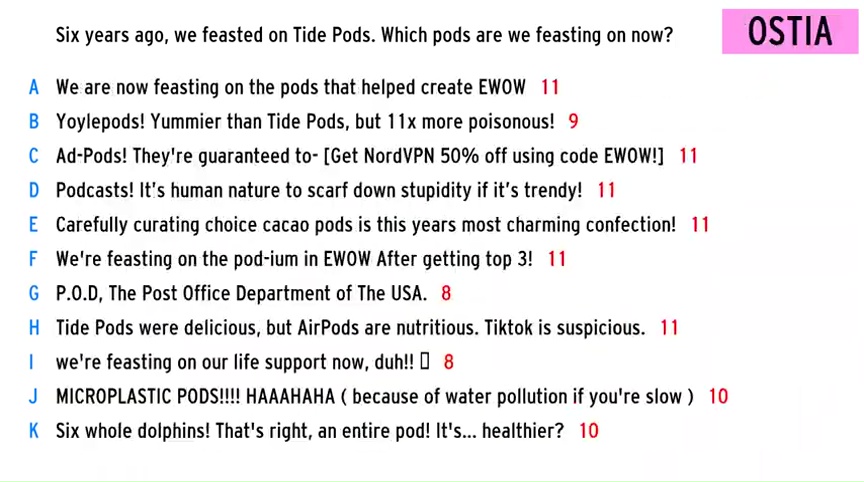 Six years ago, we feasted on Tide Pods. Which pods are we feasting on now?
OSTIA
A We are now feasting on the pods that helped create EWOW 11
B Yoylepods! Yummier than Tide Pods, but 11x more poisonous! 9
C Ad-Pods! They're guaranteed to- [Get NordVPN 50% off using code EWOW!] 11
D Podcasts! It's human nature to scarf down stupidity if it's trendy! 11
E Carefully curating choice cacao pods is this years most charming confection! 11
F We're feasting on the pod-ium in EWOW After getting top 3! 11
G P.O.D, The Post Office Department of The USA. 8
H Tide Pods were delicious, but AirPods are nutritious. Tiktok is suspicious. 11
I we're feasting on our life support now, duh!! 8
J MICROPLASTIC PODS!!!! HAAAHAHA ( because of water pollution if you're slow ) 10
K Six whole dolphins! That's right, an entire pod! It's... healthier? 10